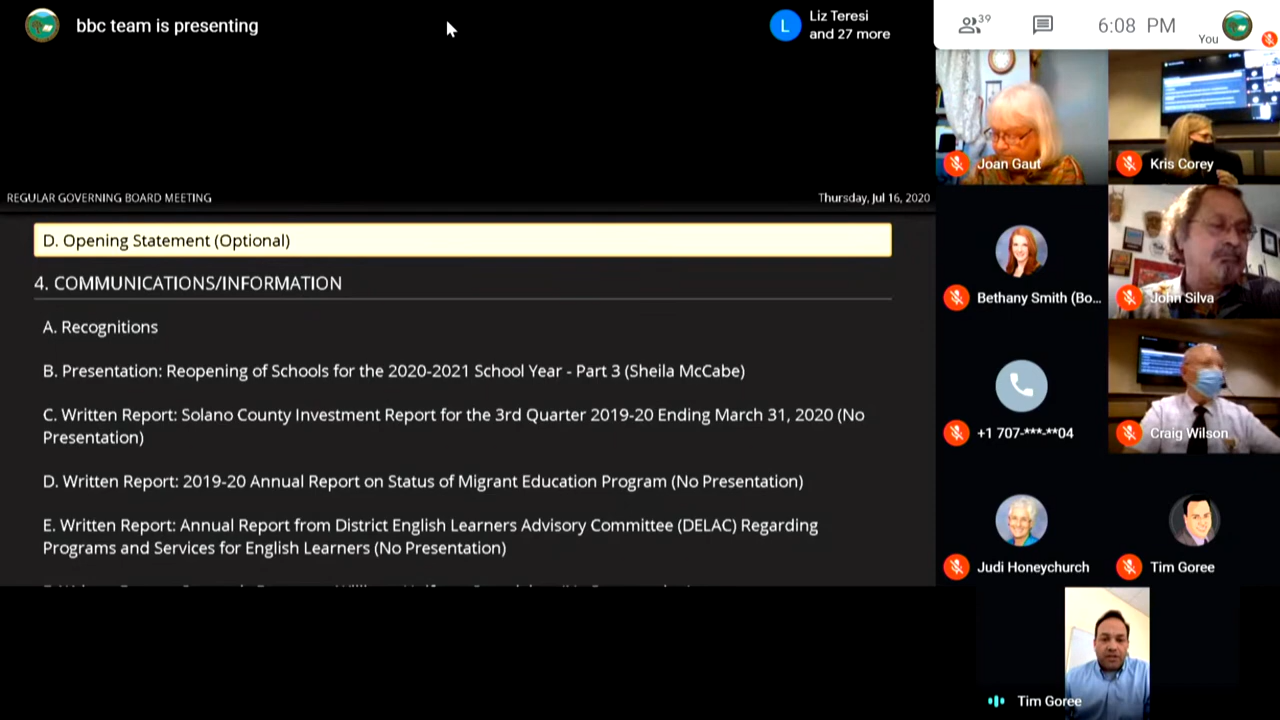 bbc team is presenting
L
Liz Teresi
and 27 more
39
6:08 PM
You
Joan Gaut
Kris Corey
REGULAR GOVERNING BOARD MEETING
Thursday, Jul 16, 2020
D. Opening Statement (Optional)
4. COMMUNICATIONS/INFORMATION
A. Recognitions
B. Presentation: Reopening of Schools for the 2020-2021 School Year - Part 3 (Sheila McCabe)
C. Written Report: Solano County Investment Report for the 3rd Quarter 2019-20 Ending March 31, 2020 (No
Presentation)
D. Written Report: 2019-20 Annual Report on Status of Migrant Education Program (No Presentation)
E. Written Report: Annual Report from District English Learners Advisory Committee (DELAC) Regarding
Programs and Services for English Learners (No Presentation)
Bethany Smith (Bo...
John Silva
+1 707-***-**04
Craig Wilson
Judi Honeychurch
Tim Goree
Tim Goree